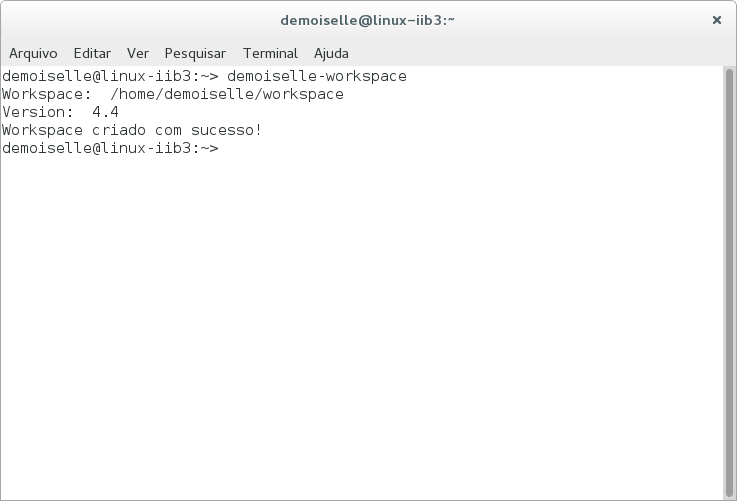 demoiselle@linux-iib3:~
Arquivo Editar Ver Pesquisar Terminal Ajuda
demoiselle@linux-iib3:~> demoiselle-workspace
Workspace:  /home/demoiselle/workspace
Version:  4.4
Workspace criado com sucesso!
demoiselle@linux-iib3:~>